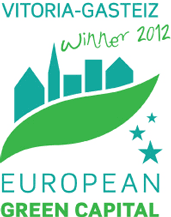 VITORIA-GASTEIZ
Winner 2012
EUROPEAN
GREEN CAPITAL